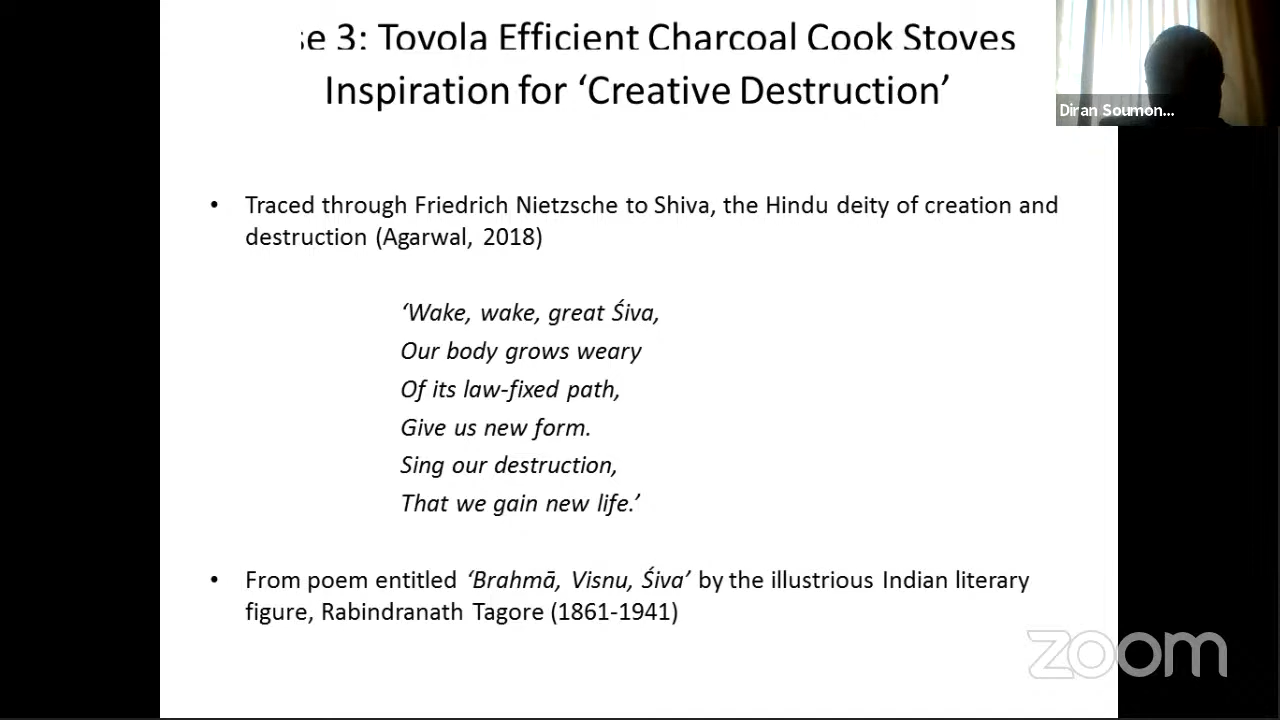 se 3: Tovola Efficient Charcoal Cook Stoves
Inspiration for ‘Creative Destruction’
Diran Soumon...
• Traced through Friedrich Nietzsche to Shiva, the Hindu deity of creation and
destruction (Agarwal, 2018)
‘Wake, wake, great Śiva,
Our body grows weary
Of its law-fixed path,
Give us new form.
Sing our destruction,
That we gain new life.’
• From poem entitled ‘Brahmā, Visnu, Śiva’ by the illustrious Indian literary
figure, Rabindranath Tagore (1861-1941)
zoom